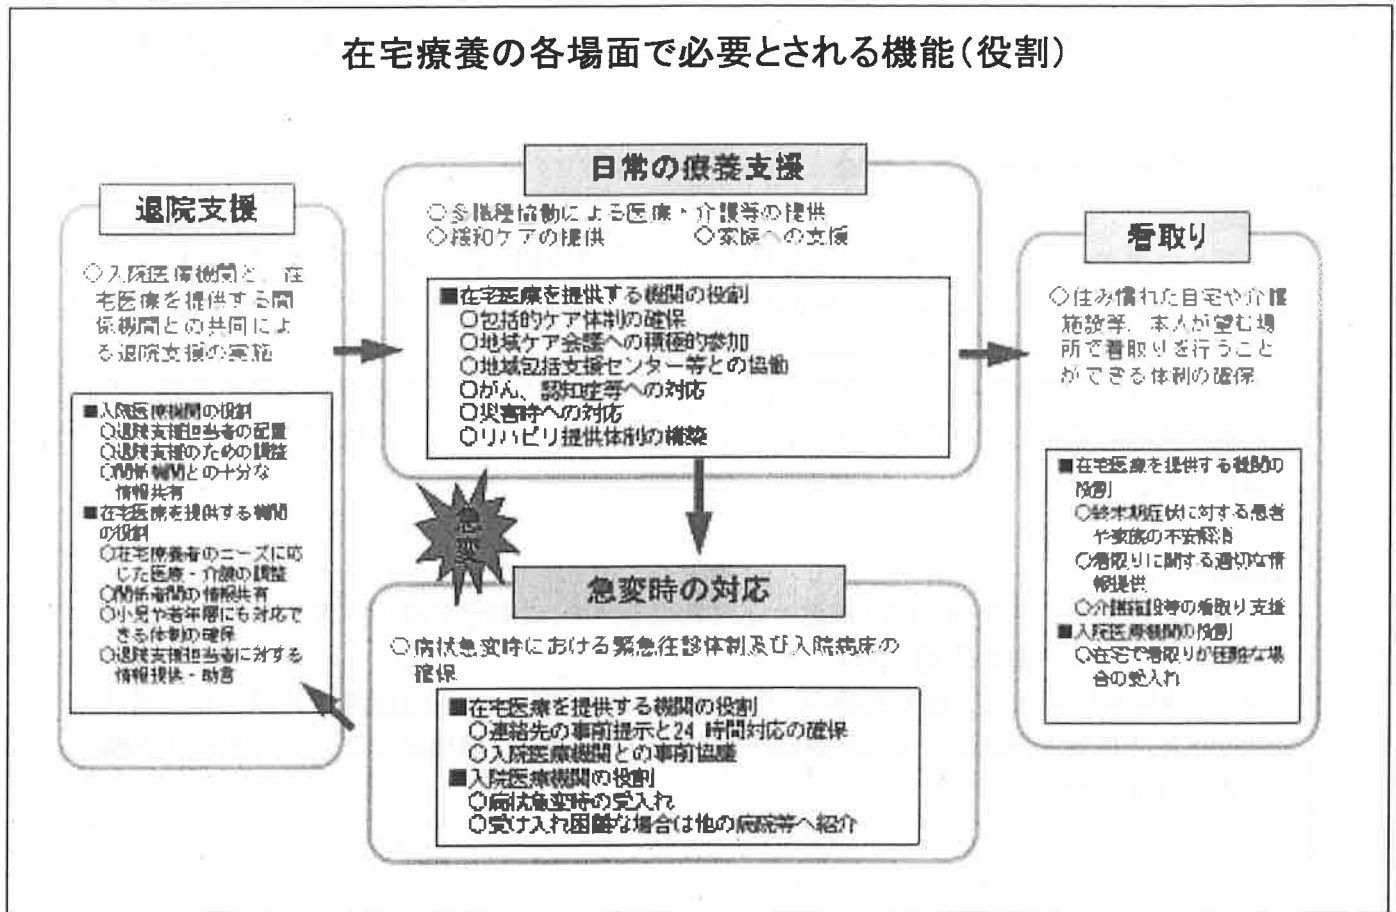 在宅療養の各場面で必要とされる機能(役割)
退院支援
○入院医療機関と、在
宅医療を提供する関
係機関との共同によ
る退院支援の実施
■入院医療機関の役割
○退院支援担当者の配置
○退院支援のための調整
○関係機関との十分な
情報共有
■在宅医療を提供する機関
の役割
○在宅療養者のニーズに応
じた医療・介護の調整
○関係者間の情報共有
○小児や若年層にも対応で
きる体制の確保
○退院支援担当者に対する
情報提供・助言
日常の療養支援
○多職種協働による医療・介護等の提供
○緩和ケアの提供 ○家族への支援
■在宅医療を提供する機関の役割
○包括的ケア体制の確保
○地域ケア会議への積極的参加
○地域包括支援センター等との協働
○がん、認知症等への対応
○災害時への対応
○リハビリ提供体制の構築
急変
急変時の対応
○病状急変時における緊急往診体制及び入院病床の
確保
■在宅医療を提供する機関の役割
○連絡先の事前提示と24 時間対応の確保
○入院医療機関との事前協議
■入院医療機関の役割
○病状急変時の受入れ
○受け入れ困難な場合は他の病院等へ紹介
看取り
○住み慣れた自宅や介護
施設等、本人が望む場
所で看取りを行うこと
ができる体制の確保
■在宅医療を提供する機関の
役割
○終末期症状に対する患者
や家族の不安解消
○看取りに関する適切な情
報提供
○介護施設等の看取り支援
■入院医療機関の役割
○在宅で看取りが困難な場
合の受入れ